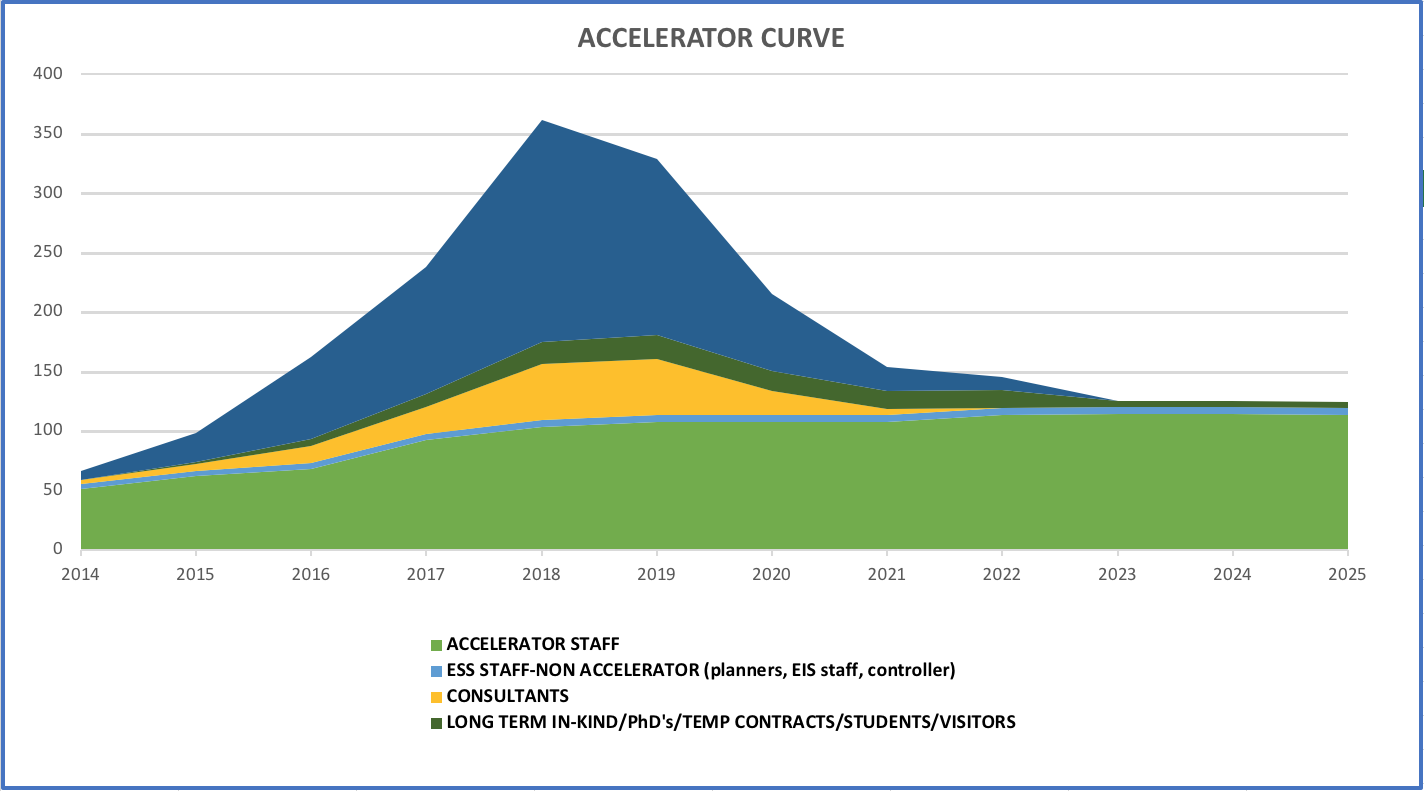 ACCELERATOR CURVE
400
350
300
250
200
150
100
50
0
2014 2015 2016 2017 2018 2019 2020 2021 2022 2023 2024 2025
ACCELERATOR STAFF
ESS STAFF-NON ACCELERATOR (planners, EIS staff, controller)
CONSULTANTS
LONG TERM IN-KIND/PhD's/TEMP CONTRACTS/STUDENTS/VISITORS